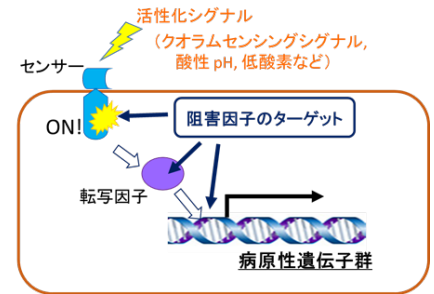 活性化シグナル
（クオラムセンシングシグナル,
酸性 pH, 低酸素など）
センサー
ON!
阻害因子のターゲット
転写因子
病原性遺伝子群